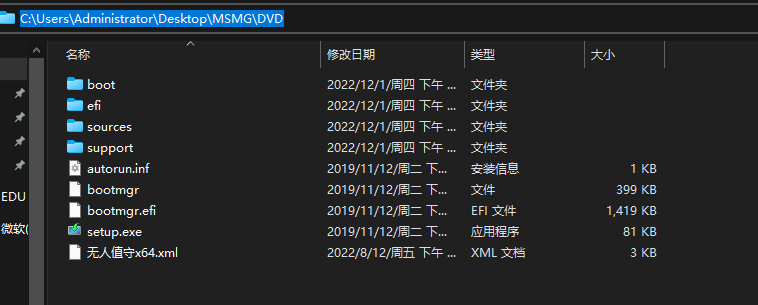 C:\Users\Administrator\Desktop\MSMG\DVD
名称 修改日期 类型 大小
boot 2022/12/1/周四 下午 ... 文件夹
efi 2022/12/1/周四 下午 ... 文件夹
sources 2022/12/1/周四 下午 ... 文件夹
support 2022/12/1/周四 下午 ... 文件夹
autorun.inf 2019/11/12/周二 下... 安装信息 1 KB
bootmgr 2019/11/12/周二 下... 文件 399 KB
EDU
bootmgr.efi 2019/11/12/周二 下... EFI 文件 1,419 KB
微软(
setup.exe 2019/11/12/周二 下... 应用程序 81 KB
无人值守x64.xml 2022/8/12/周五 下午 ... XML 文档 3 KB